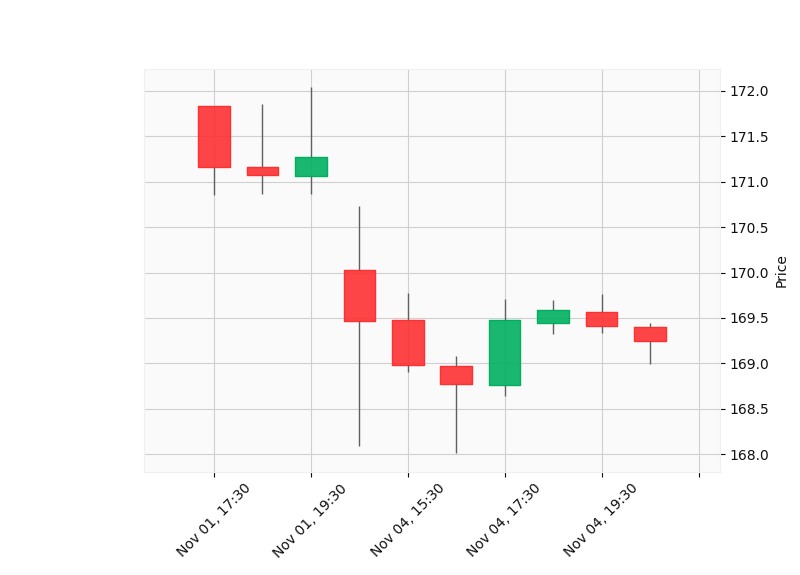 172.0
171.5
171.0
170.5
170.0
169.5
169.0
168.5
168.0
Price
Nov 01, 17:30
Nov 01, 19:30
Nov 04, 15:30
Nov 04, 17:30
Nov 04, 19:30